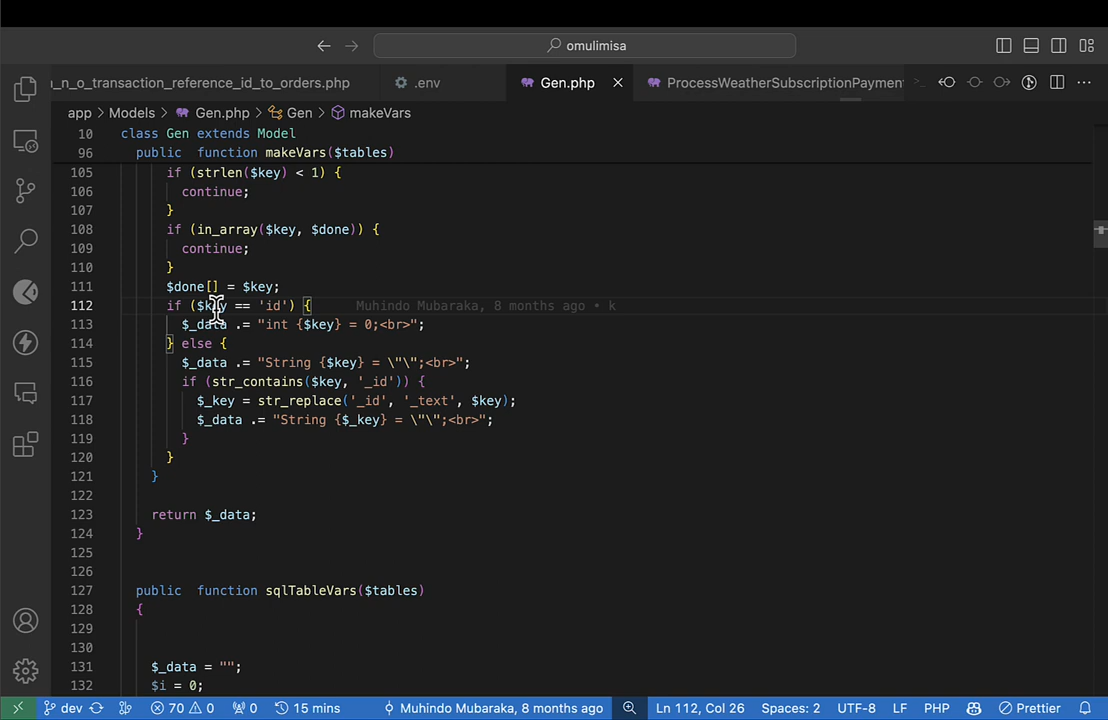 omulimisa
ı_n_o_transaction_reference_id_to_orders.php
.env
Gen.php
ProcessWeatherSubscriptionPayment
app > Models > Gen.php > Gen > makeVars
10 class Gen extends Model
96 public function makeVars($tables)
105 if (strlen($key) < 1) {
106 continue;
107 }
108 if (in_array($key, $done)) {
109 continue;
110 }
111 $done[] = $key;
112 if ($key == 'id') { Muhindo Mubaraka, 8 months ago • k
113 $_data .= "int {$key} = 0;<br>";
114 } else {
115 $_data .= "String {$key} = \"\";<br>";
116 if (str_contains($key, '_id')) {
117 $_key = str_replace('_id', '_text', $key);
118 $_data .= "String {$_key} = \"\";<br>";
119 }
120 }
121 }
122
123 return $_data;
124 }
125
126
127 public function sqlTableVars($tables)
128 {
129
130
131 $_data = "";
132 $i = 0;
dev 70 0 0 15 mins Muhindo Mubaraka, 8 months ago Ln 112, Col 26 Spaces: 2 UTF-8 LF PHP Prettier